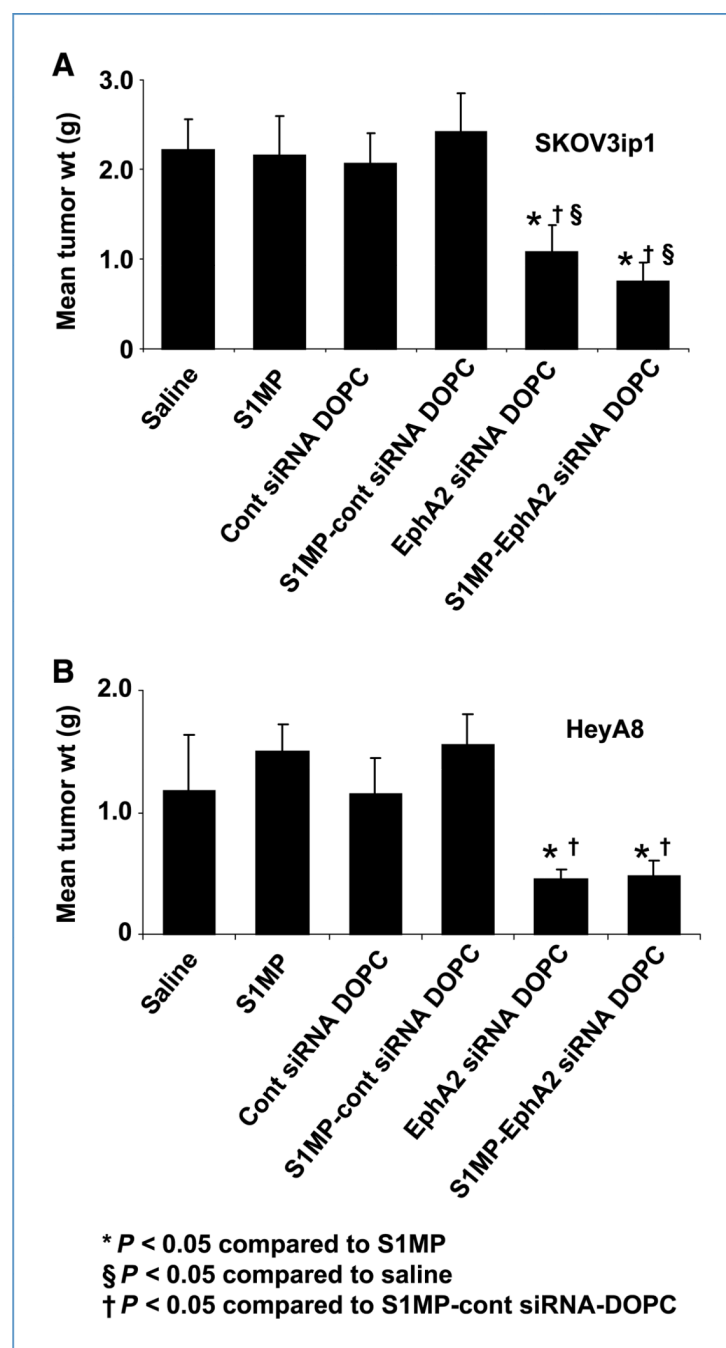 A
Mean tumor wt (g)
3.0
2.0
1.0
0
SKOV3ip1
* † §
* † §
Saline
S1MP
Cont siRNA DOPC
S1MP-cont siRNA DOPC
EphA2 siRNA DOPC
S1MP-EphA2 siRNA DOPC
B
Mean tumor wt (g)
2.0
1.0
0
HeyA8
* †
* †
Saline
S1MP
Cont siRNA DOPC
S1MP-cont siRNA DOPC
EphA2 siRNA DOPC
S1MP-EphA2 siRNA DOPC
* P < 0.05 compared to S1MP
§ P < 0.05 compared to saline
† P < 0.05 compared to S1MP-cont siRNA-DOPC